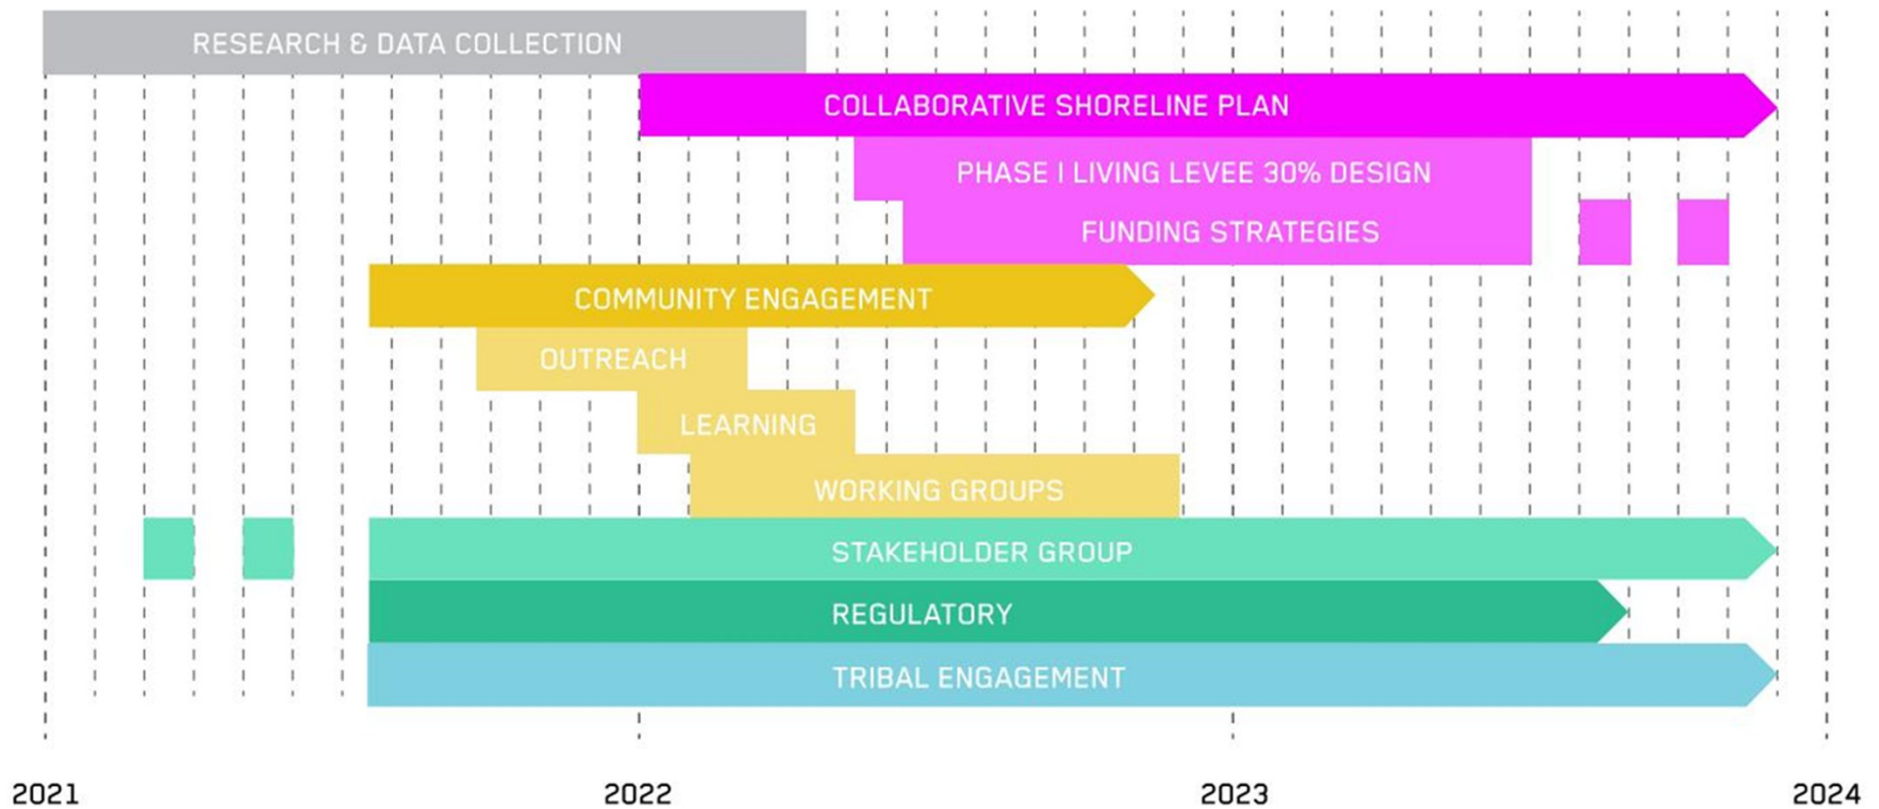 RESEARCH & DATA COLLECTION
COLLABORATIVE SHORELINE PLAN
PHASE I LIVING LEVEE 30% DESIGN
FUNDING STRATEGIES
COMMUNITY ENGAGEMENT
OUTREACH
LEARNING
WORKING GROUPS
STAKEHOLDER GROUP
REGULATORY
TRIBAL ENGAGEMENT
2021 2022 2023 2024